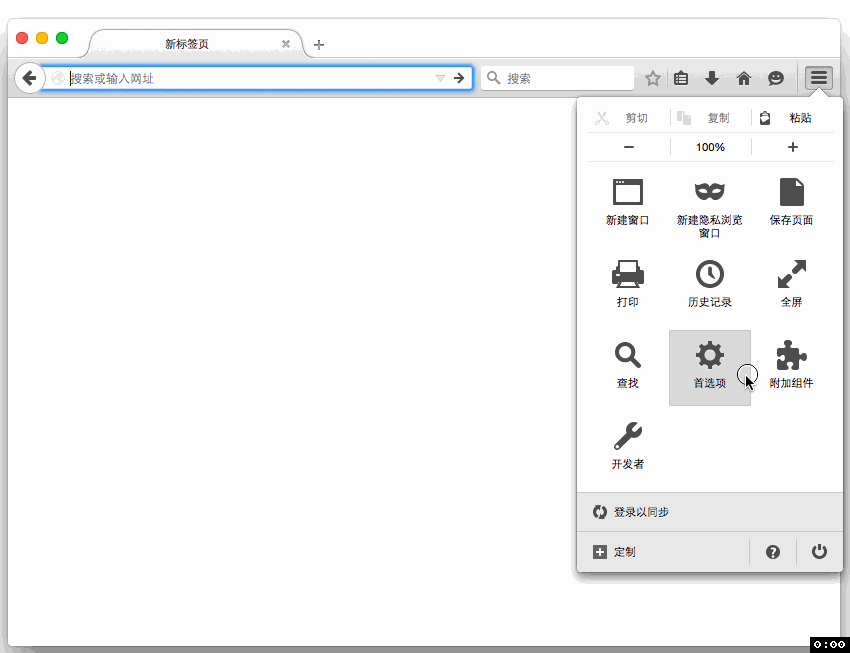 新标签页
搜索或输入网址
搜索
剪切 复制 粘贴
100%
新建窗口 新建隐私浏览 保存页面
窗口
打印 历史记录 全屏
查找 首选项 附加组件
开发者
登录以同步
定制
0:00